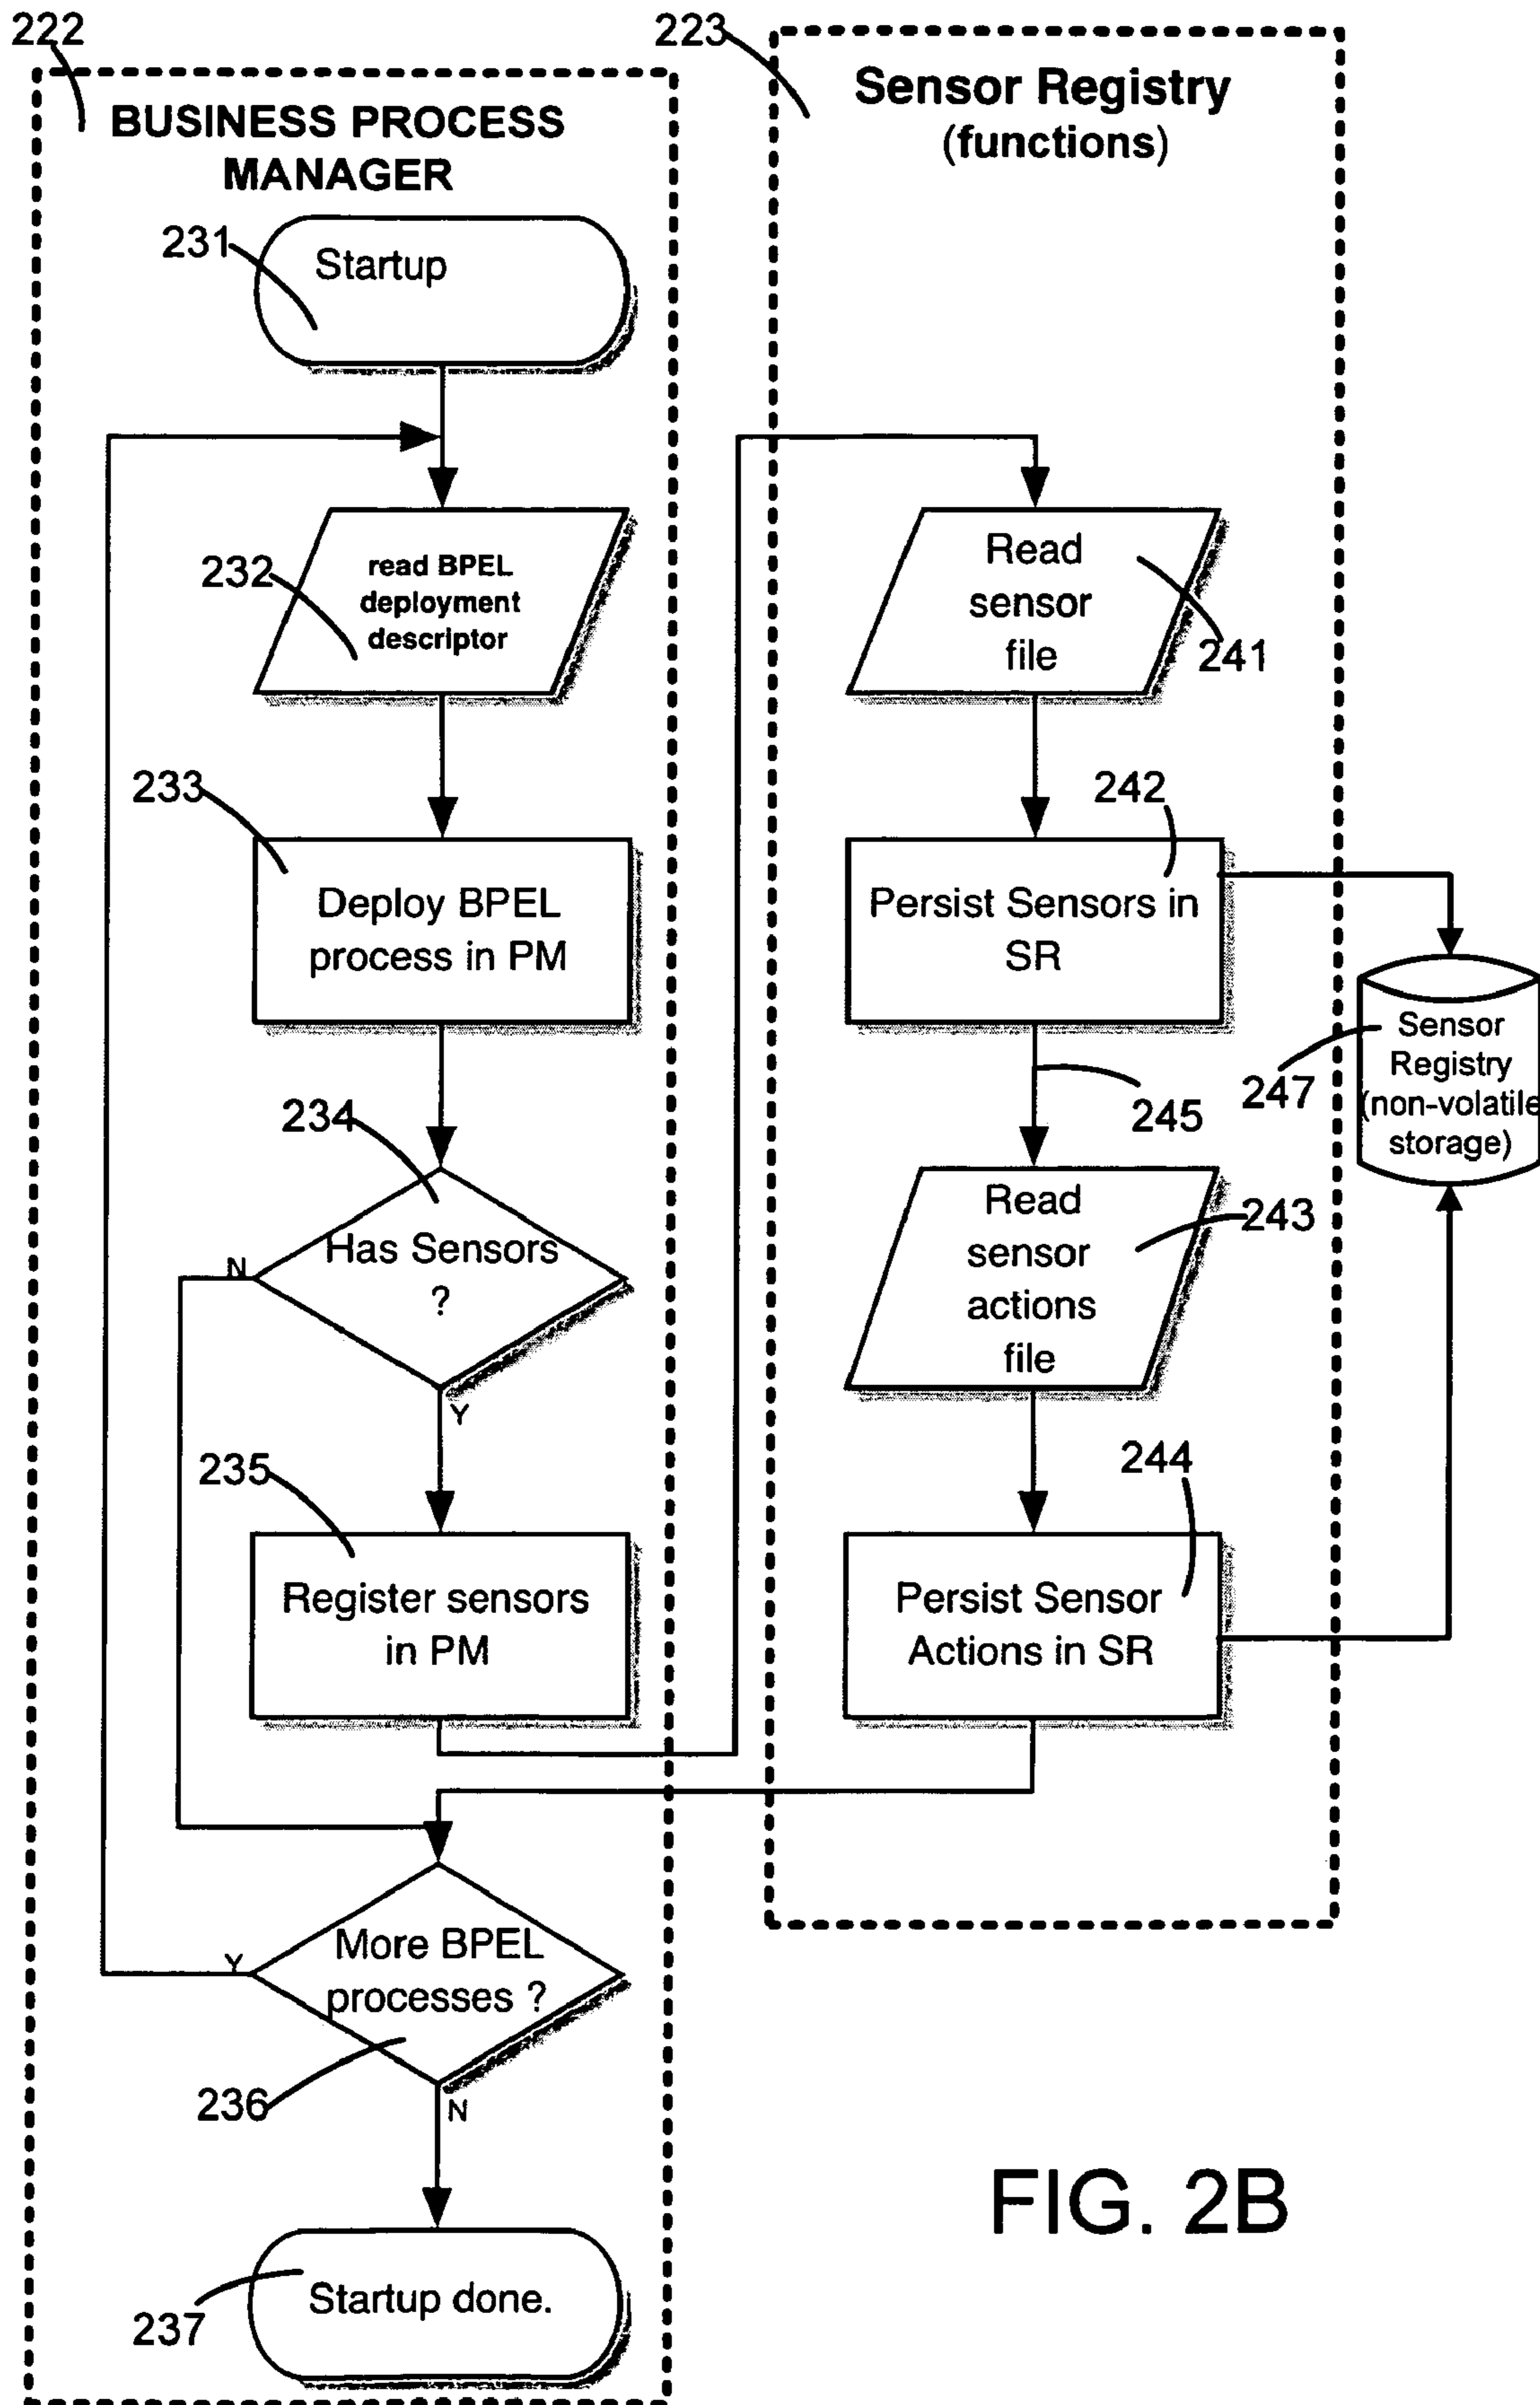 222
BUSINESS PROCESS
MANAGER
231
Startup
232
read BPEL
deployment
descriptor
233
Deploy BPEL
process in PM
234
Has Sensors
?
N
Y
235
Register sensors
in PM
More BPEL
processes ?
Y
236
N
Startup done.
237
223
Sensor Registry
(functions)
Read
sensor
file
241
242
Persist Sensors in
SR
245
247
Sensor
Registry
(non-volatile
storage)
Read
sensor
actions
file
243
244
Persist Sensor
Actions in SR
FIG. 2B